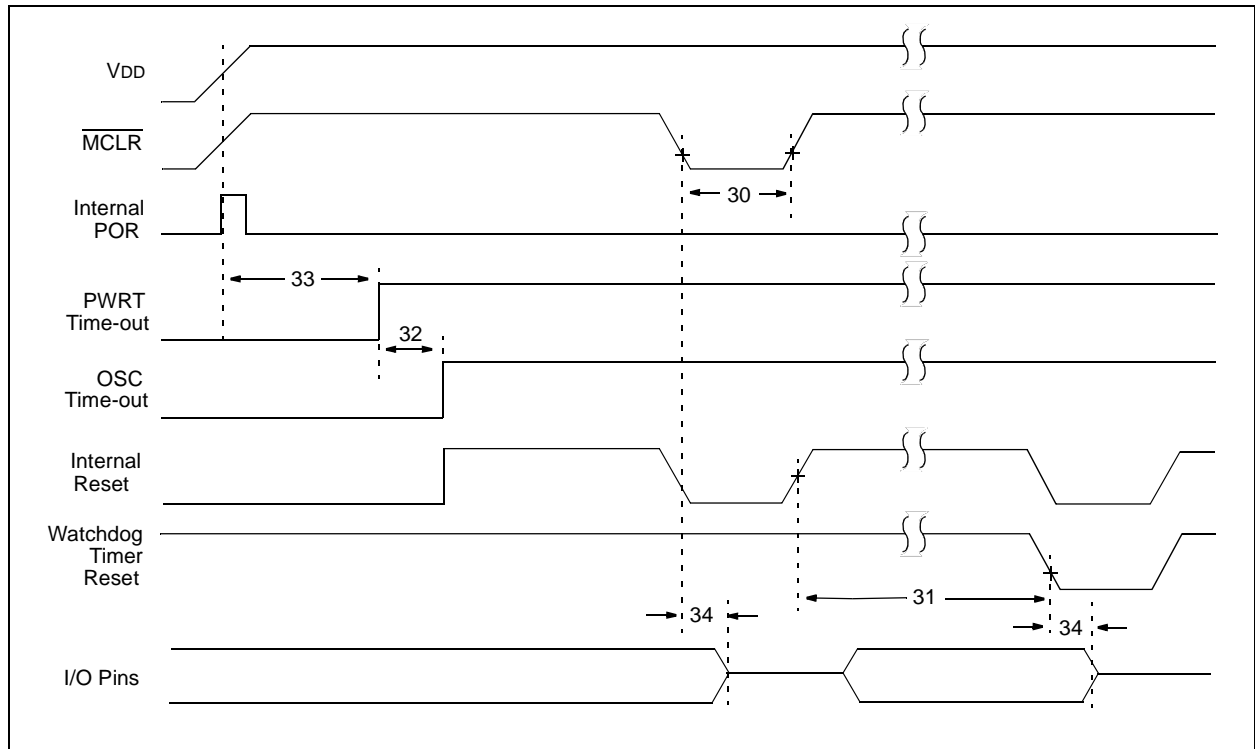 VDD
MCLR
30
Internal
POR
33
PWRT
Time-out
32
OSC
Time-out
Internal
Reset
Watchdog
Timer
Reset
31
34
34
I/O Pins